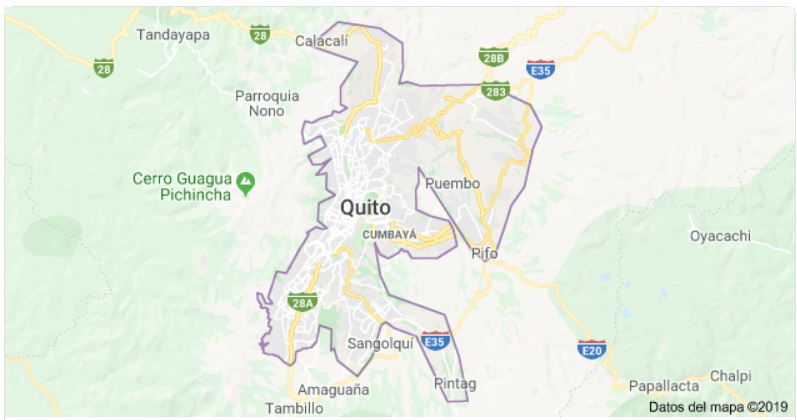 28
Tandayapa
28
Calacalí
28B
E35
283
Parroquia
Nono
Cerro Guagua
Pichincha
Puembo
Quito
CUMBAYÁ
Oyacachi
Pifo
28A
Sangolquí
E35
E20
Amaguaña
Pintag
Tambillo
Papallacta
Chalpi
Datos del mapa ©2019